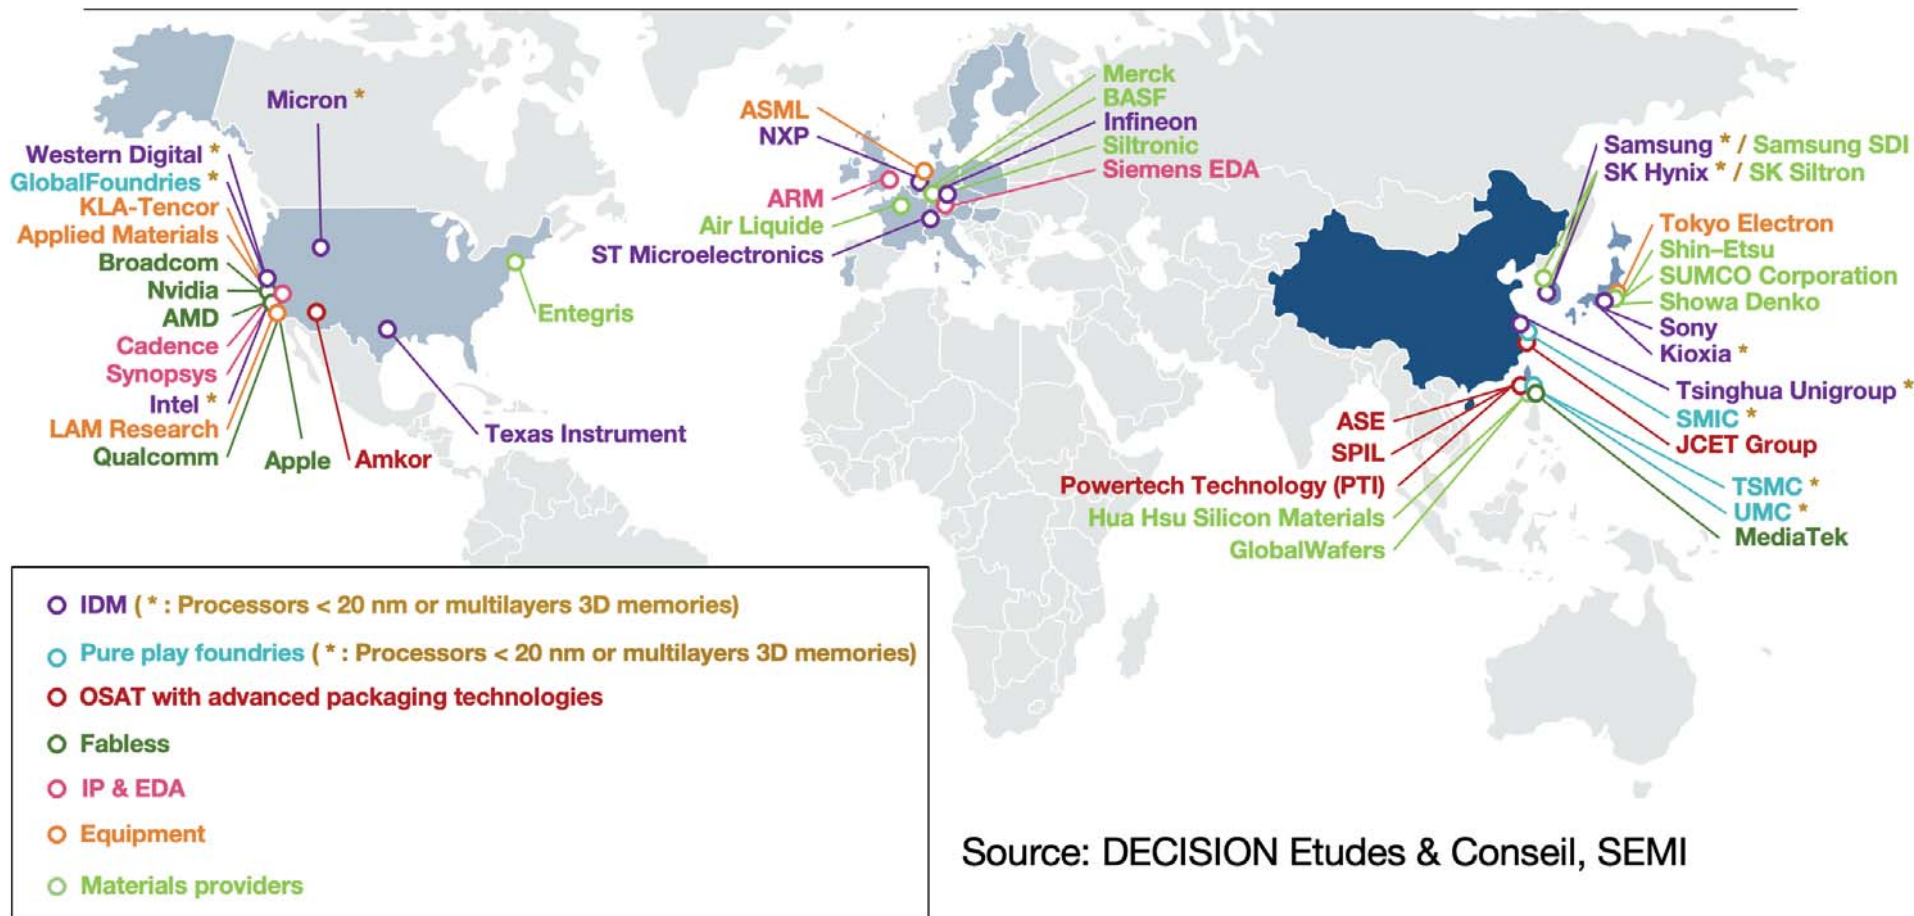 Micron *
Western Digital *
GlobalFoundries *
KLA-Tencor
Applied Materials
Broadcom
Nvidia
AMD
Cadence
Synopsys
Intel *
LAM Research
Qualcomm
Apple
Amkor
Texas Instrument
Entegris
ASML
NXP
ARM
Air Liquide
ST Microelectronics
Merck
BASF
Infineon
Siltronic
Siemens EDA
Samsung * / Samsung SDI
SK Hynix * / SK Siltron
Tokyo Electron
Shin–Etsu
SUMCO Corporation
Showa Denko
Sony
Kioxia *
Tsinghua Unigroup *
SMIC *
JCET Group
TSMC *
UMC *
MediaTek
ASE
SPIL
Powertech Technology (PTI)
Hua Hsu Silicon Materials
GlobalWafers
IDM ( * : Processors < 20 nm or multilayers 3D memories)
Pure play foundries ( * : Processors < 20 nm or multilayers 3D memories)
OSAT with advanced packaging technologies
Fabless
IP & EDA
Equipment
Materials providers
Source: DECISION Etudes & Conseil, SEMI